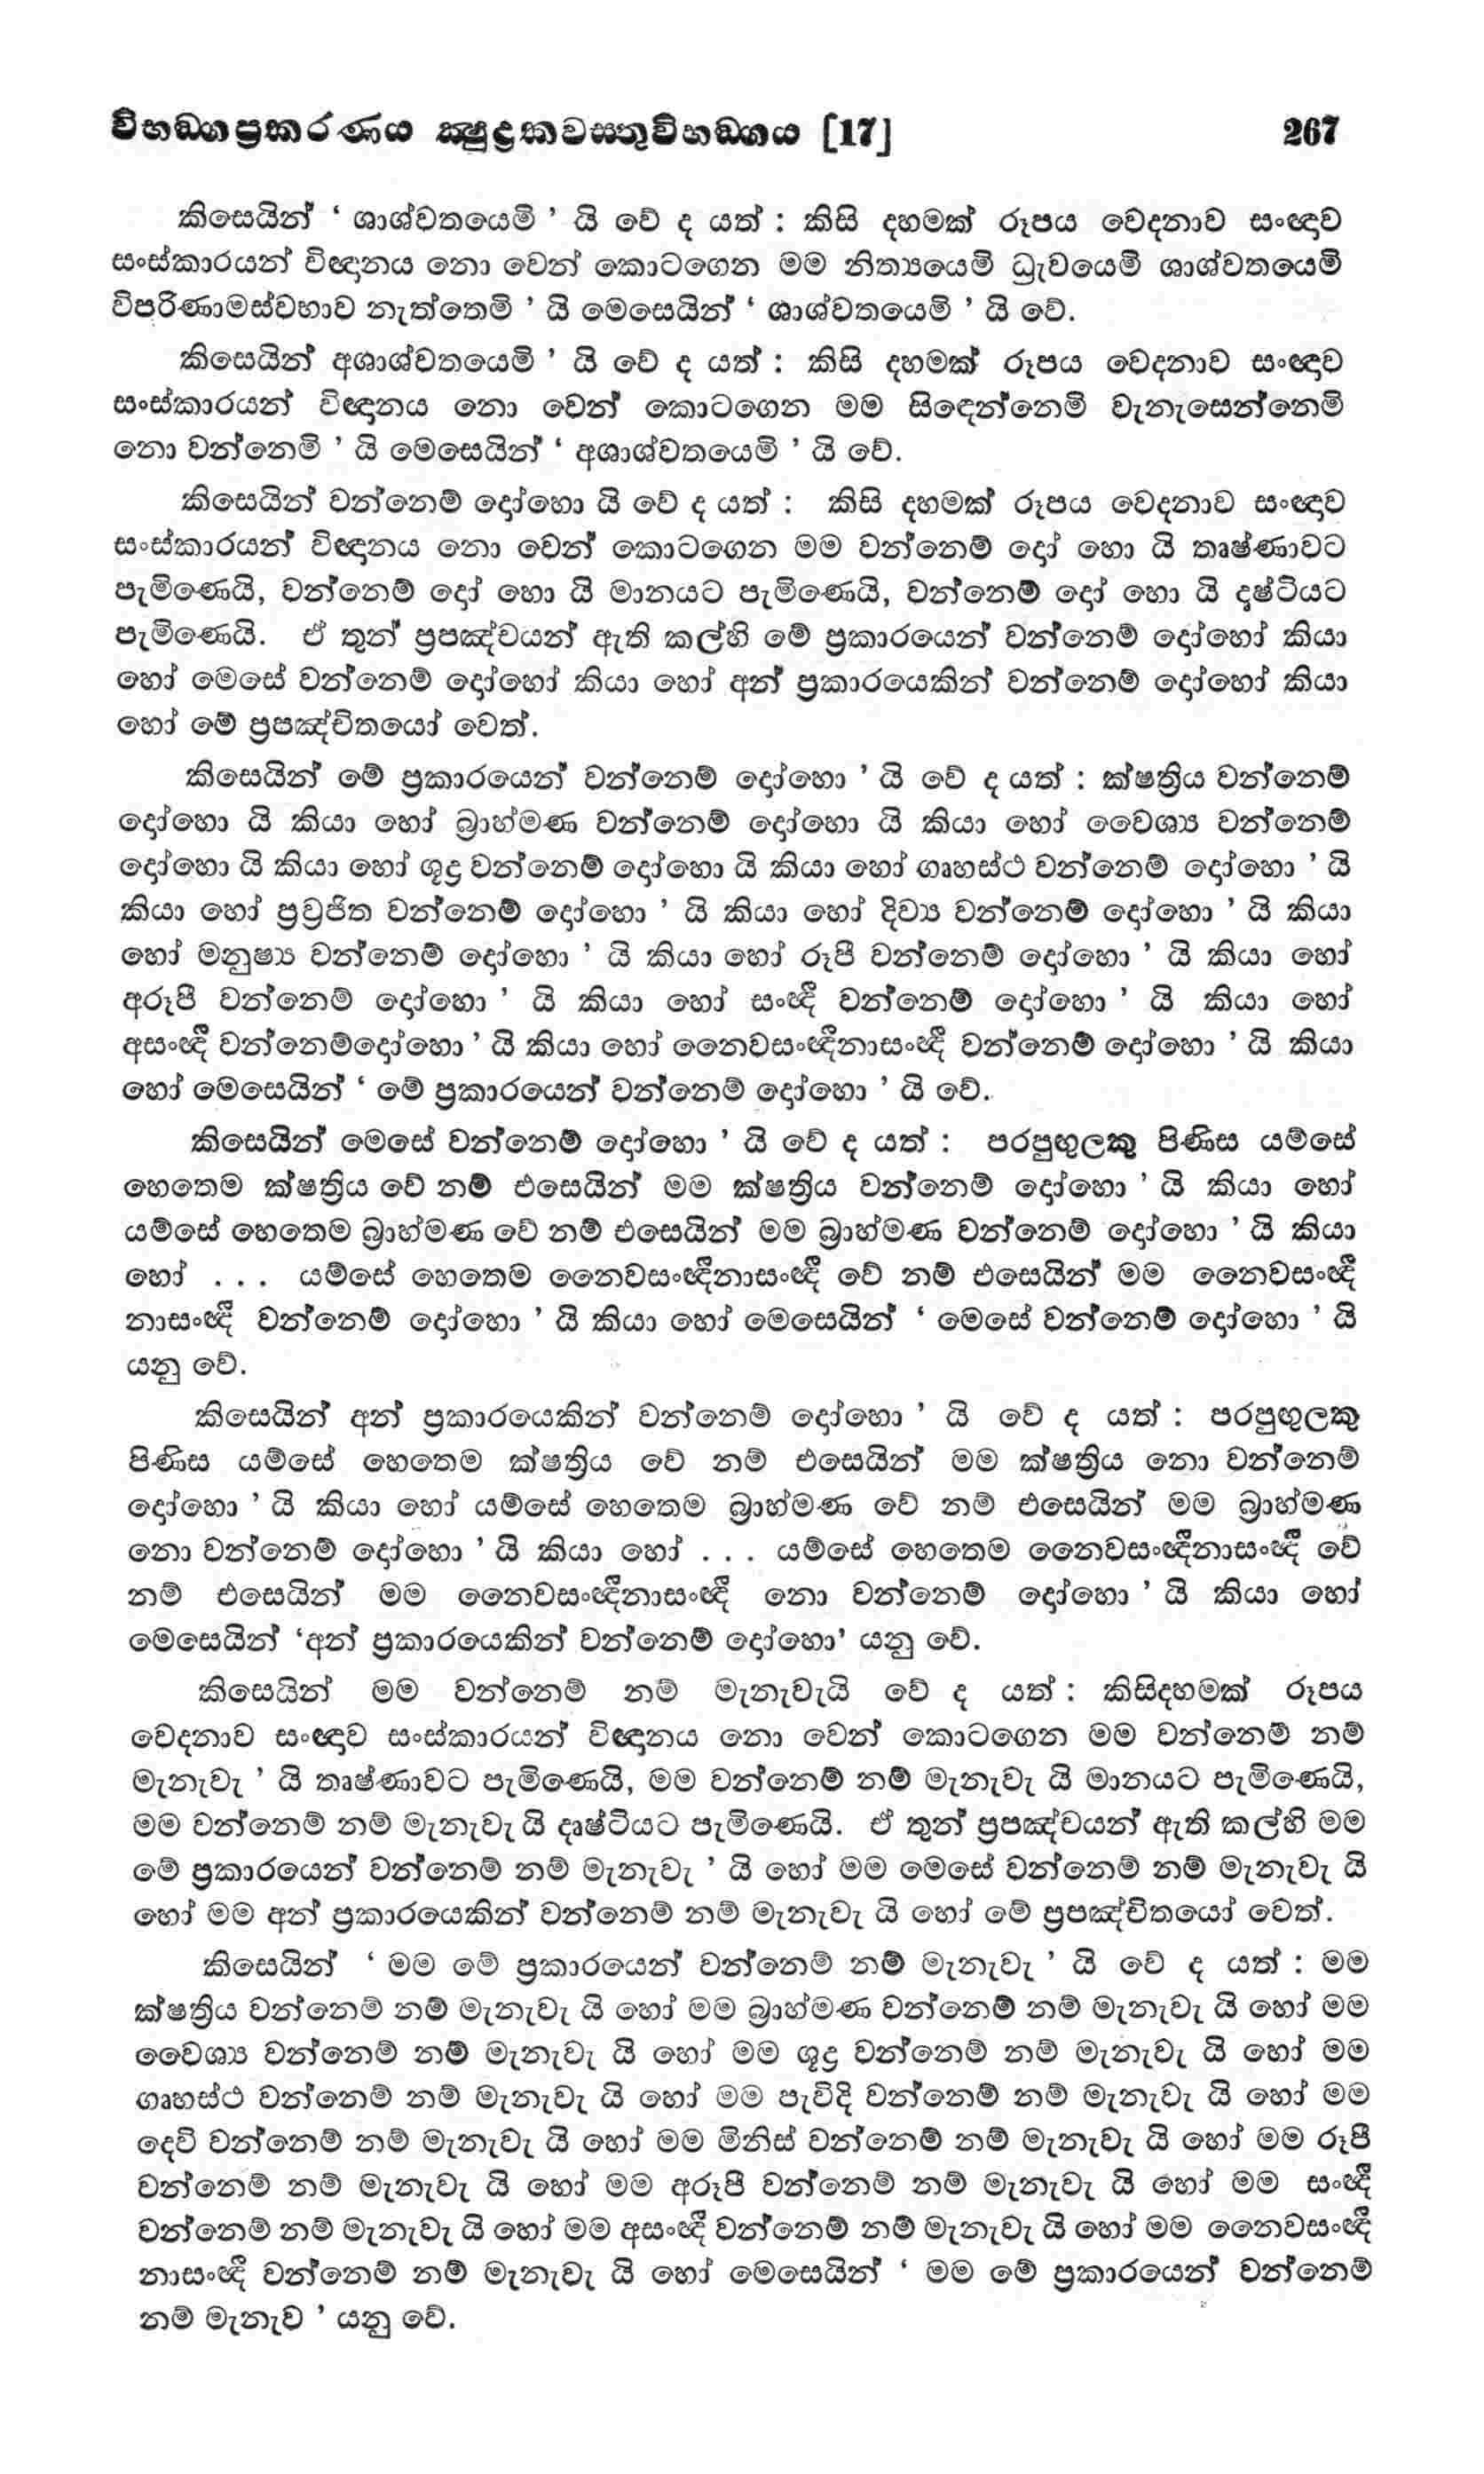 විභඞ්ගප්‍රකරණය ක්ෂුද්‍රකවස්තුවිභඞ්ගය [17] 267
කිසෙයින් ‘ ශාශ්වතයෙමි ’ යි වේ ද යත් : කිසි දහමක් රූපය වේදනාව සංඥාව
සංස්කාරයන් විඥානය නො වෙන් කොටගෙන මම නිත්‍යයෙමි ධ්‍රැවයෙමි ශාශ්වතයෙමි
විපරිණාමස්වභාව නැත්තෙමි ’ යි මෙසෙයින් ‘ ශාශ්වතයෙමි ’ යි වේ.
කිසෙයින් අශාශ්වතයෙමි ’ යි වේ ද යත් : කිසි දහමක් රූපය වේදනාව සංඥාව
සංස්කාරයන් විඥානය නො වෙන් කොටගෙන මම සිඳෙන්නෙමි වැනැසෙන්නෙමි
නො වන්නෙමි ’ යි මෙසෙයින් ‘ අශාශ්වතයෙමි ’ යි වේ.
කිසෙයින් වන්නෙම් දෝහො යි වේ ද යත් : කිසි දහමක් රූපය වේදනාව සංඥාව
සංස්කාරයන් විඥානය නො වෙන් කොටගෙන මම වන්නෙම් දෝ හො යි තෘෂ්ණාවට
පැමිණෙයි, වන්නෙම් දෝ හො යි මානයට පැමිණෙයි, වන්නෙම් දෝ හො යි දෘෂ්ටියට
පැමිණෙයි. ඒ තුන් ප්‍රපඤ්චයන් ඇති කල්හි මේ ප්‍රකාරයෙන් වන්නෙම් දෝහෝ කියා
හෝ මෙසේ වන්නෙම් දෝහෝ කියා හෝ අන් ප්‍රකාරයෙකින් වන්නෙම් දෝහෝ කියා
හෝ මේ ප්‍රපඤ්චිතයෝ වෙත්.
කිසෙයින් මේ ප්‍රකාරයෙන් වන්නෙම් දෝහො ’ යි වේ ද යත් : ක්ෂත්‍රිය වන්නෙම්
දෝහො යි කියා හෝ බ්‍රාහ්මණ වන්නෙම් දෝහො යි කියා හෝ වෛශ්‍ය වන්නෙම්
දෝහො යි කියා හෝ ශූද්‍ර වන්නෙම් දෝහො යි කියා හෝ ගෘහස්ථ වන්නෙම් දෝහො ’ යි
කියා හෝ ප්‍රව්‍රජිත වන්නෙම් දෝහො ’ යි කියා හෝ දිව්‍ය වන්නෙම් දෝහො ’ යි කියා
හෝ මනුෂ්‍ය වන්නෙම් දෝහො ’ යි කියා හෝ රූපී වන්නෙම් දෝහො ’ යි කියා හෝ
අරූපී වන්නෙම් දෝහො ’ යි කියා හෝ සංඥී වන්නෙම් දෝහො ’ යි කියා හෝ
අසංඥී වන්නෙම්දෝහො ’ යි කියා හෝ නෛවසංඥීනාසංඥී වන්නෙම් දෝහො ’ යි කියා
හෝ මෙසෙයින් ‘ මේ ප්‍රකාරයෙන් වන්නෙම් දෝහො ’ යි වේ.
කිසෙයින් මෙසේ වන්නෙම් දෝහො ’ යි වේ ද යත් : පරපුඟුලකු පිණිස යම්සේ
හෙතෙම ක්ෂත්‍රිය වේ නම් එසෙයින් මම ක්ෂත්‍රිය වන්නෙම් දෝහො ’ යි කියා හෝ
යම්සේ හෙතෙම බ්‍රාහ්මණ වේ නම් එසෙයින් මම බ්‍රාහ්මණ වන්නෙම් දෝහො ’ යි කියා
හෝ . . . යම්සේ හෙතෙම නෛවසංඥීනාසංඥී වේ නම් එසෙයින් මම නෛවසංඥී
නාසංඥී වන්නෙම් දෝහො ’ යි කියා හෝ මෙසෙයින් ‘ මෙසේ වන්නෙම් දෝහො ’ යි
යනු වේ.
කිසෙයින් අන් ප්‍රකාරයෙකින් වන්නෙම් දෝහො ’ යි වේ ද යත් : පරපුඟුලකු
පිණිස යම්සේ හෙතෙම ක්ෂත්‍රිය වේ නම් එසෙයින් මම ක්ෂත්‍රිය නො වන්නෙම්
දෝහො ’ යි කියා හෝ යම්සේ හෙතෙම බ්‍රාහ්මණ වේ නම් එසෙයින් මම බ්‍රාහ්මණ
නො වන්නෙම් දෝහො ’ යි කියා හෝ . . . යම්සේ හෙතෙම නෛවසංඥීනාසංඥී වේ
නම් එසෙයින් මම නෛවසංඥීනාසංඥී නො වන්නෙම් දෝහො ’ යි කියා හෝ
මෙසෙයින් ‘අන් ප්‍රකාරයෙකින් වන්නෙම් දෝහො’ යනු වේ.
කිසෙයින් මම වන්නෙම් නම් මැනැවැයි වේ ද යත් : කිසිදහමක් රූපය
වේදනාව සංඥාව සංස්කාරයන් විඥානය නො වෙන් කොටගෙන මම වන්නෙම් නම්
මැනැවැ ’ යි තෘෂ්ණාවට පැමිණෙයි, මම වන්නෙම් නම් මැනැවැ යි මානයට පැමිණෙයි,
මම වන්නෙම් නම් මැනැවැ යි දෘෂ්ටියට පැමිණෙයි. ඒ තුන් ප්‍රපඤ්චයන් ඇති කල්හි මම
මේ ප්‍රකාරයෙන් වන්නෙම් නම් මැනැවැ ’ යි හෝ මම මෙසේ වන්නෙම් නම් මැනැවැ යි
හෝ මම අන් ප්‍රකාරයෙකින් වන්නෙම් නම් මැනැවැ යි හෝ මේ ප්‍රපඤ්චිතයෝ වෙත්.
කිසෙයින් ‘ මම මේ ප්‍රකාරයෙන් වන්නෙම් නම් මැනැවැ ’ යි වේ ද යත් : මම
ක්ෂත්‍රිය වන්නෙම් නම් මැනැවැ යි හෝ මම බ්‍රාහ්මණ වන්නෙම් නම් මැනැවැ යි හෝ මම
වෛශ්‍ය වන්නෙම් නම් මැනැවැ යි හෝ මම ශූද්‍ර වන්නෙම් නම් මැනැවැ යි හෝ මම
ගෘහස්ථ වන්නෙම් නම් මැනැවැ යි හෝ මම පැවිදි වන්නෙම් නම් මැනැවැ යි හෝ මම
දෙව් වන්නෙම් නම් මැනැවැ යි හෝ මම මිනිස් වන්නෙම් නම් මැනැවැ යි හෝ මම රූපී
වන්නෙම් නම් මැනැවැ යි හෝ මම අරූපී වන්නෙම් නම් මැනැවැ යි හෝ මම සංඥී
වන්නෙම් නම් මැනැවැ යි හෝ මම අසංඥී වන්නෙම් නම් මැනැවැ යි හෝ මම නෛවසංඥී
නාසංඥී වන්නෙම් නම් මැනැවැ යි හෝ මෙසෙයින් ‘ මම මේ ප්‍රකාරයෙන් වන්නෙම්
නම් මැනැව ’ යනු වේ.